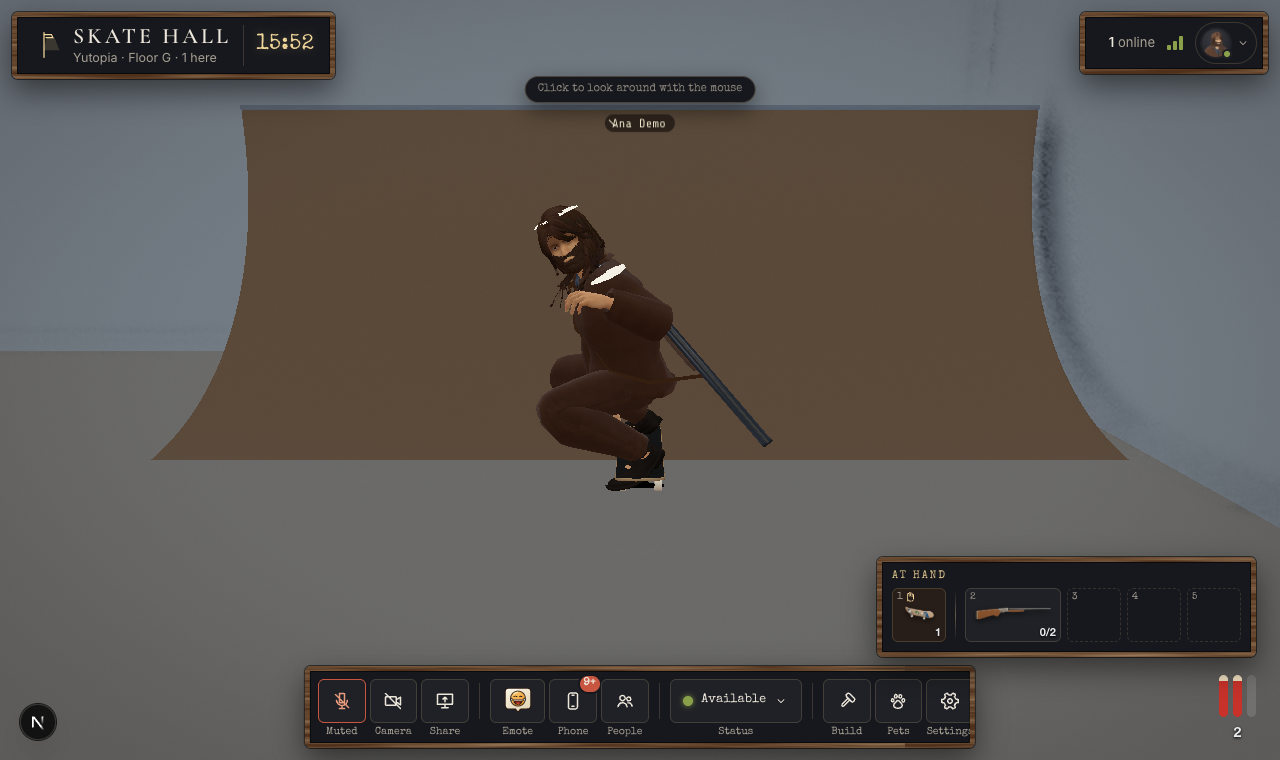 SKATE HALL
Yutopia · Floor G · 1 here
15:52
1 online
Click to look around with the mouse
Ana Demo
AT HAND
1
1
2
0/2
3
4
5
9+
Muted
Camera
Share
Emote
Phone
People
Available
Status
Build
Pets
Settings
N
2